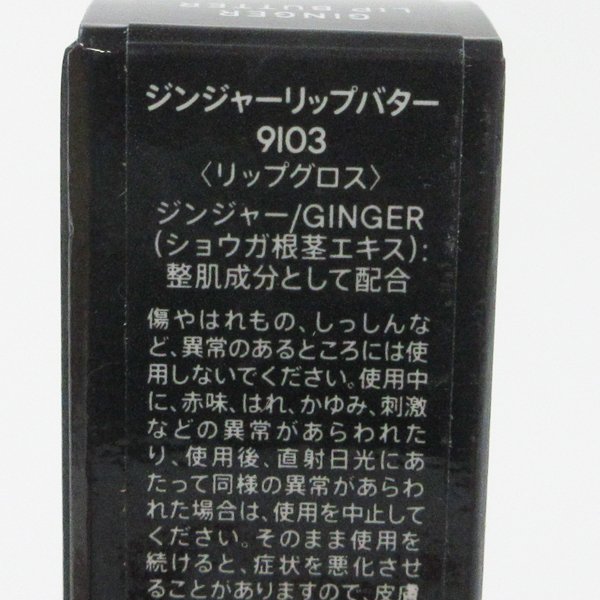 GINGER
LIP BUTTER
ジンジャーリップバター
9103
〈リップグロス〉
ジンジャー/GINGER
(ショウガ根茎エキス):
整肌成分として配合
傷やはれもの、しっしんな
ど、異常のあるところには使
用しないでください。使用中
に、赤味、はれ、かゆみ、刺激
などの異常があらわれた
り、使用後、直射日光にあ
たって同様の異常があらわ
れた場合は、使用を中止して
ください。そのまま使用を
続けると、症状を悪化させ
ることがありますので、皮膚